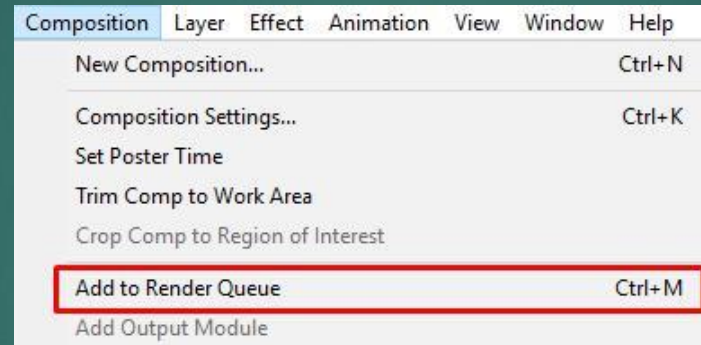 Composition Layer Effect Animation View Window Help
New Composition... Ctrl+N
Composition Settings... Ctrl+K
Set Poster Time
Trim Comp to Work Area
Crop Comp to Region of Interest
Add to Render Queue Ctrl+M
Add Output Module